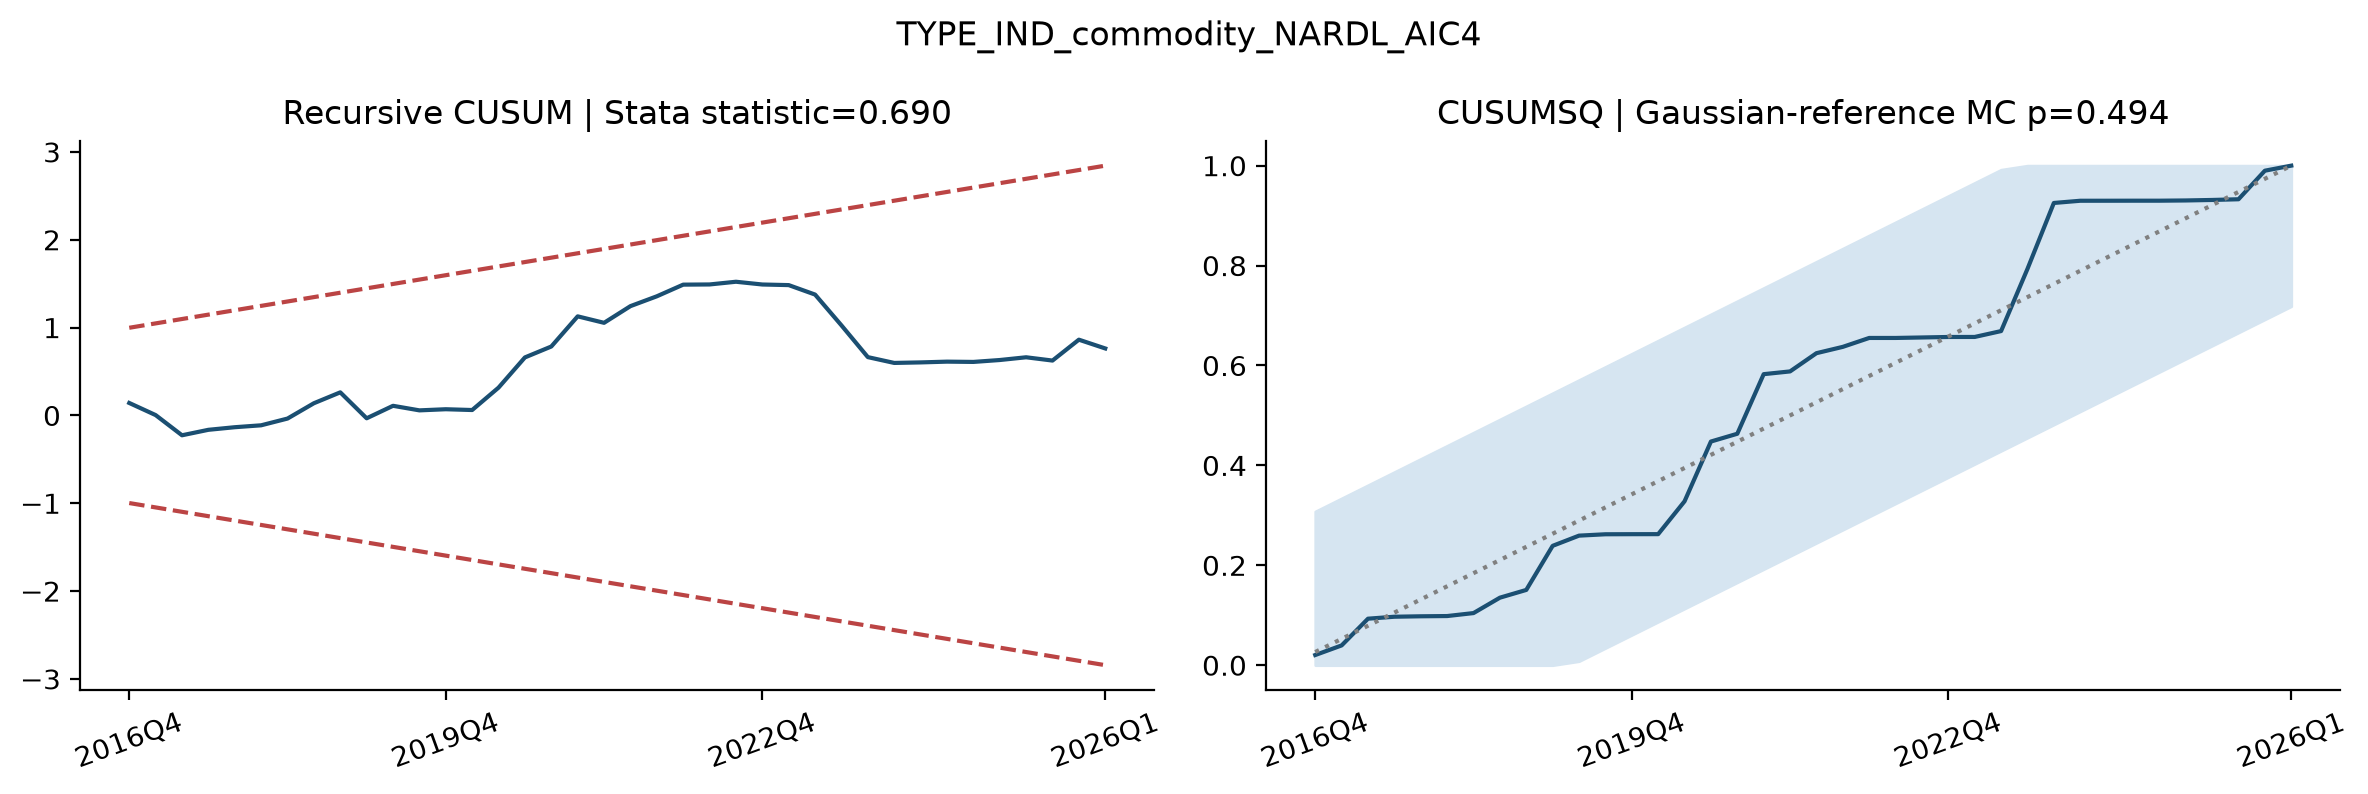 TYPE_IND_commodity_NARDL_AIC4
Recursive CUSUM | Stata statistic=0.690
3
2
1
0
−1
−2
−3
2016Q4
2019Q4
2022Q4
2026Q1
CUSUMSQ | Gaussian-reference MC p=0.494
1.0
0.8
0.6
0.4
0.2
0.0
2016Q4
2019Q4
2022Q4
2026Q1